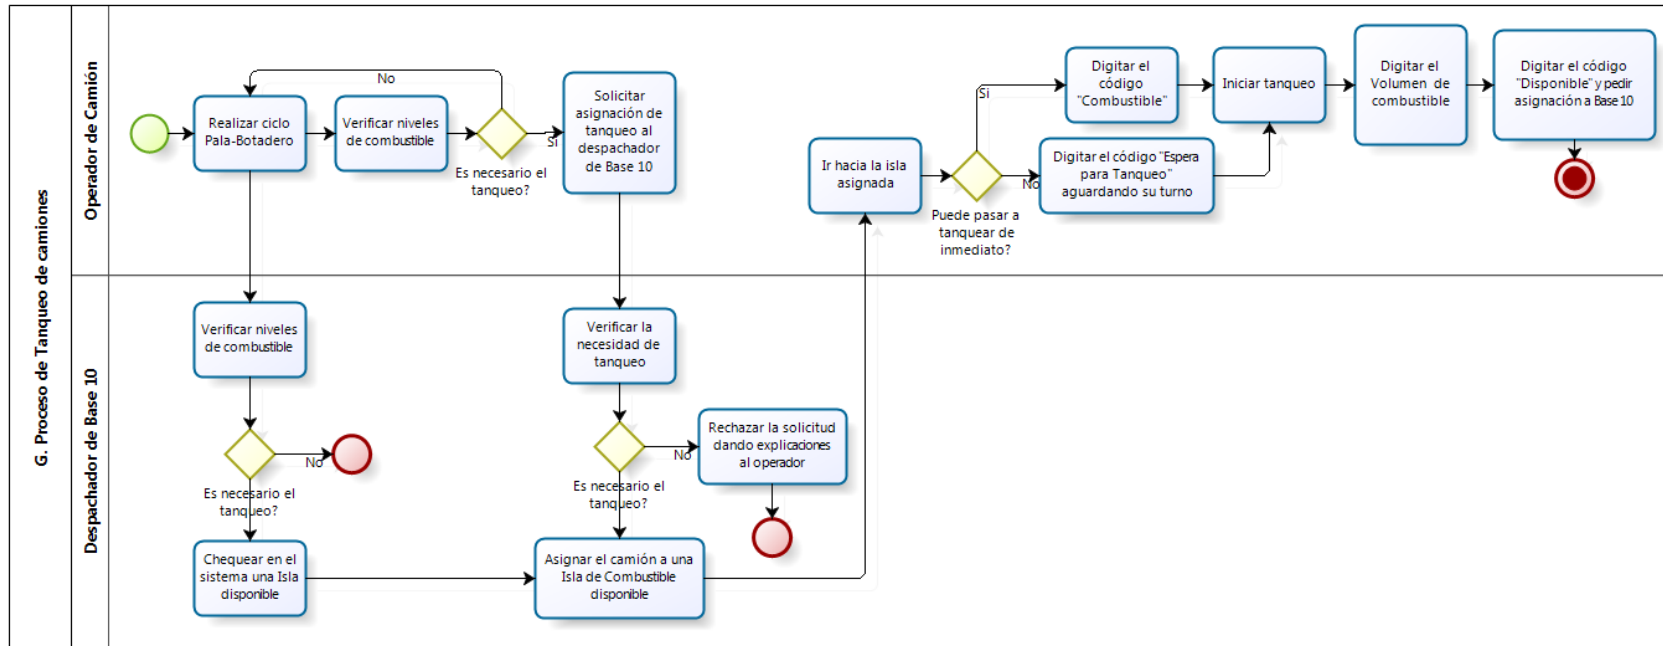 G. Proceso de Tanqueo de camiones
Operador de Camión
Realizar ciclo
Pala-Botadero
Verificar niveles
de combustible
No
Es necesario el
tanqueo?
Si
Solicitar
asignación de
tanqueo al
despachador
de Base 10
Ir hacia la isla
asignada
Puede pasar a
tanquear de
inmediato?
Si
No
Digitar el
código
"Combustible"
Digitar el código "Espera
para Tanqueo"
aguardando su turno
Iniciar tanqueo
Digitar el
Volumen de
combustible
Digitar el código
"Disponible" y pedir
asignación a Base 10
Despachador de Base 10
Verificar niveles
de combustible
No
Es necesario el
tanqueo?
Chequear en el
sistema una Isla
disponible
Verificar la
necesidad de
tanqueo
No
Es necesario el
tanqueo?
Rechazar la solicitud
dando explicaciones
al operador
Asignar el camión a una
Isla de Combustible
disponible